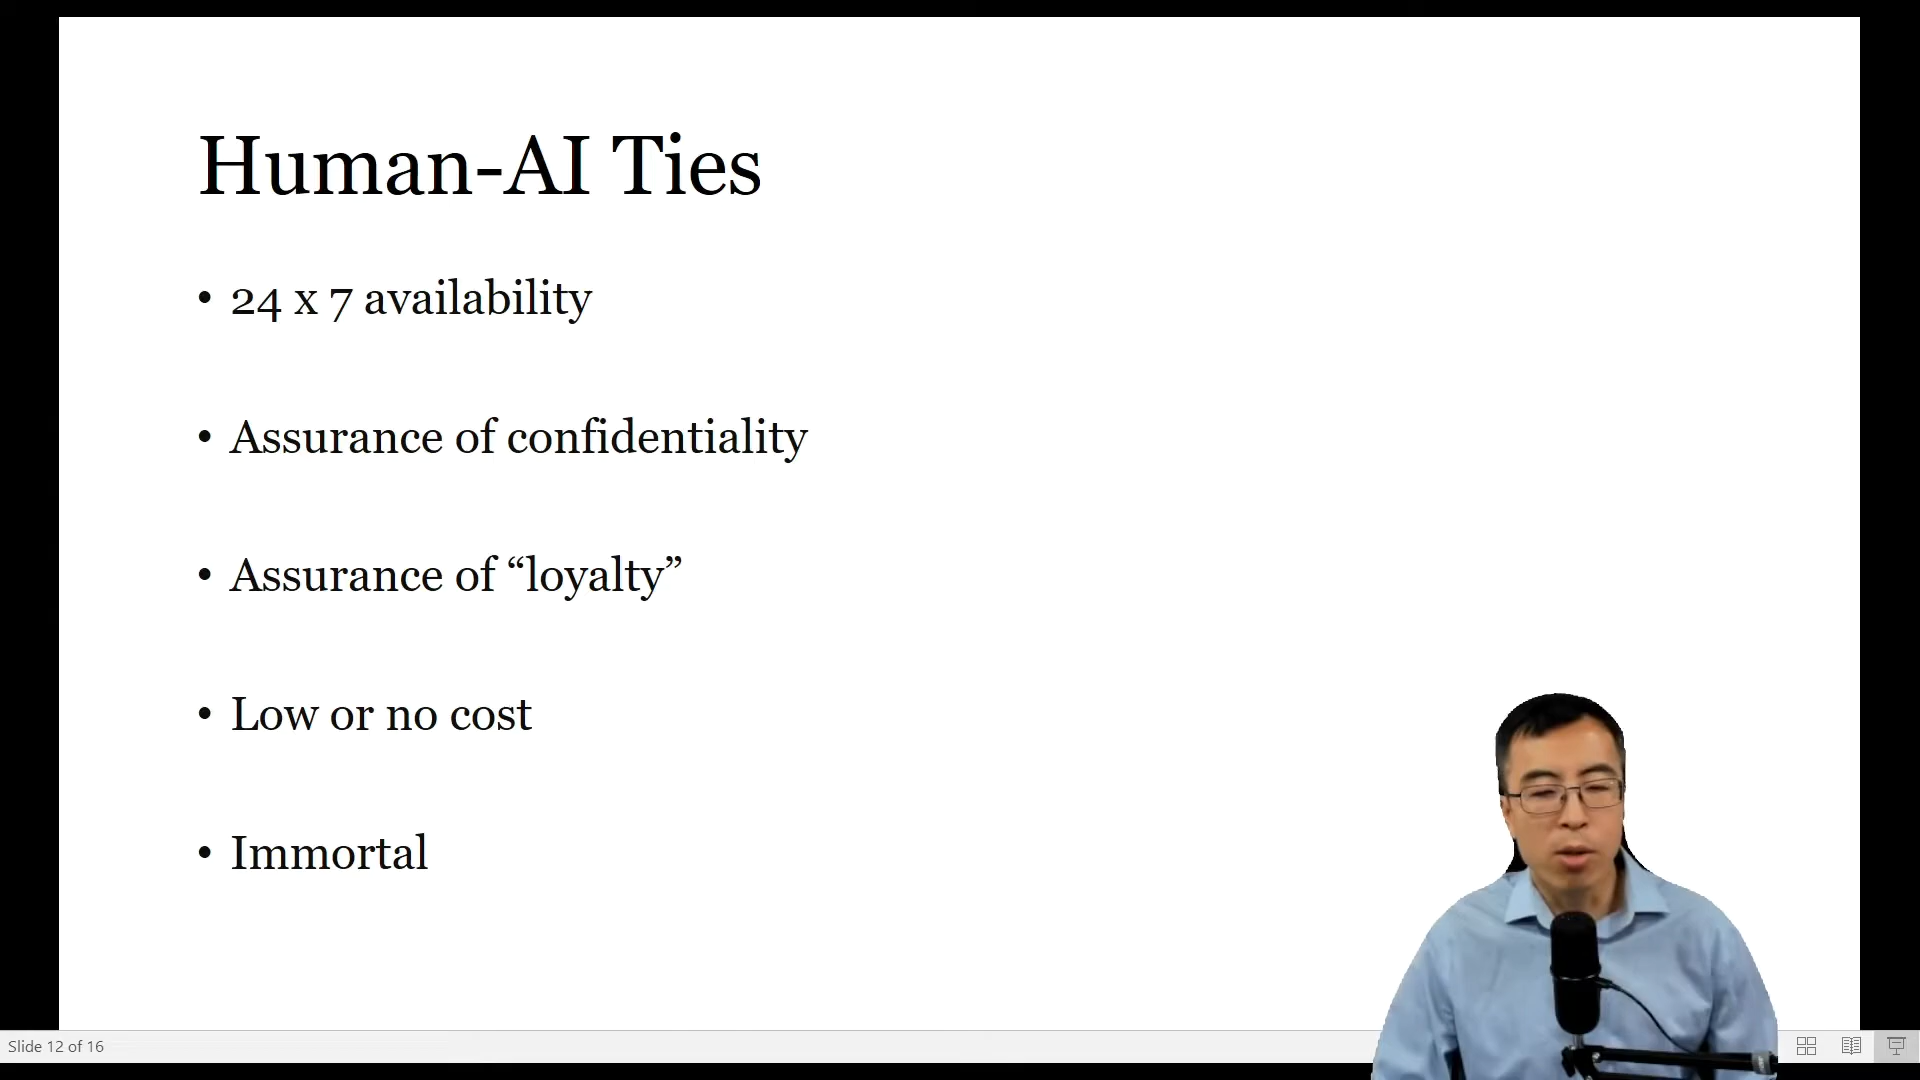 Human-AI Ties
• 24 x 7 availability
• Assurance of confidentiality
• Assurance of “loyalty”
• Low or no cost
• Immortal
Slide 12 of 16